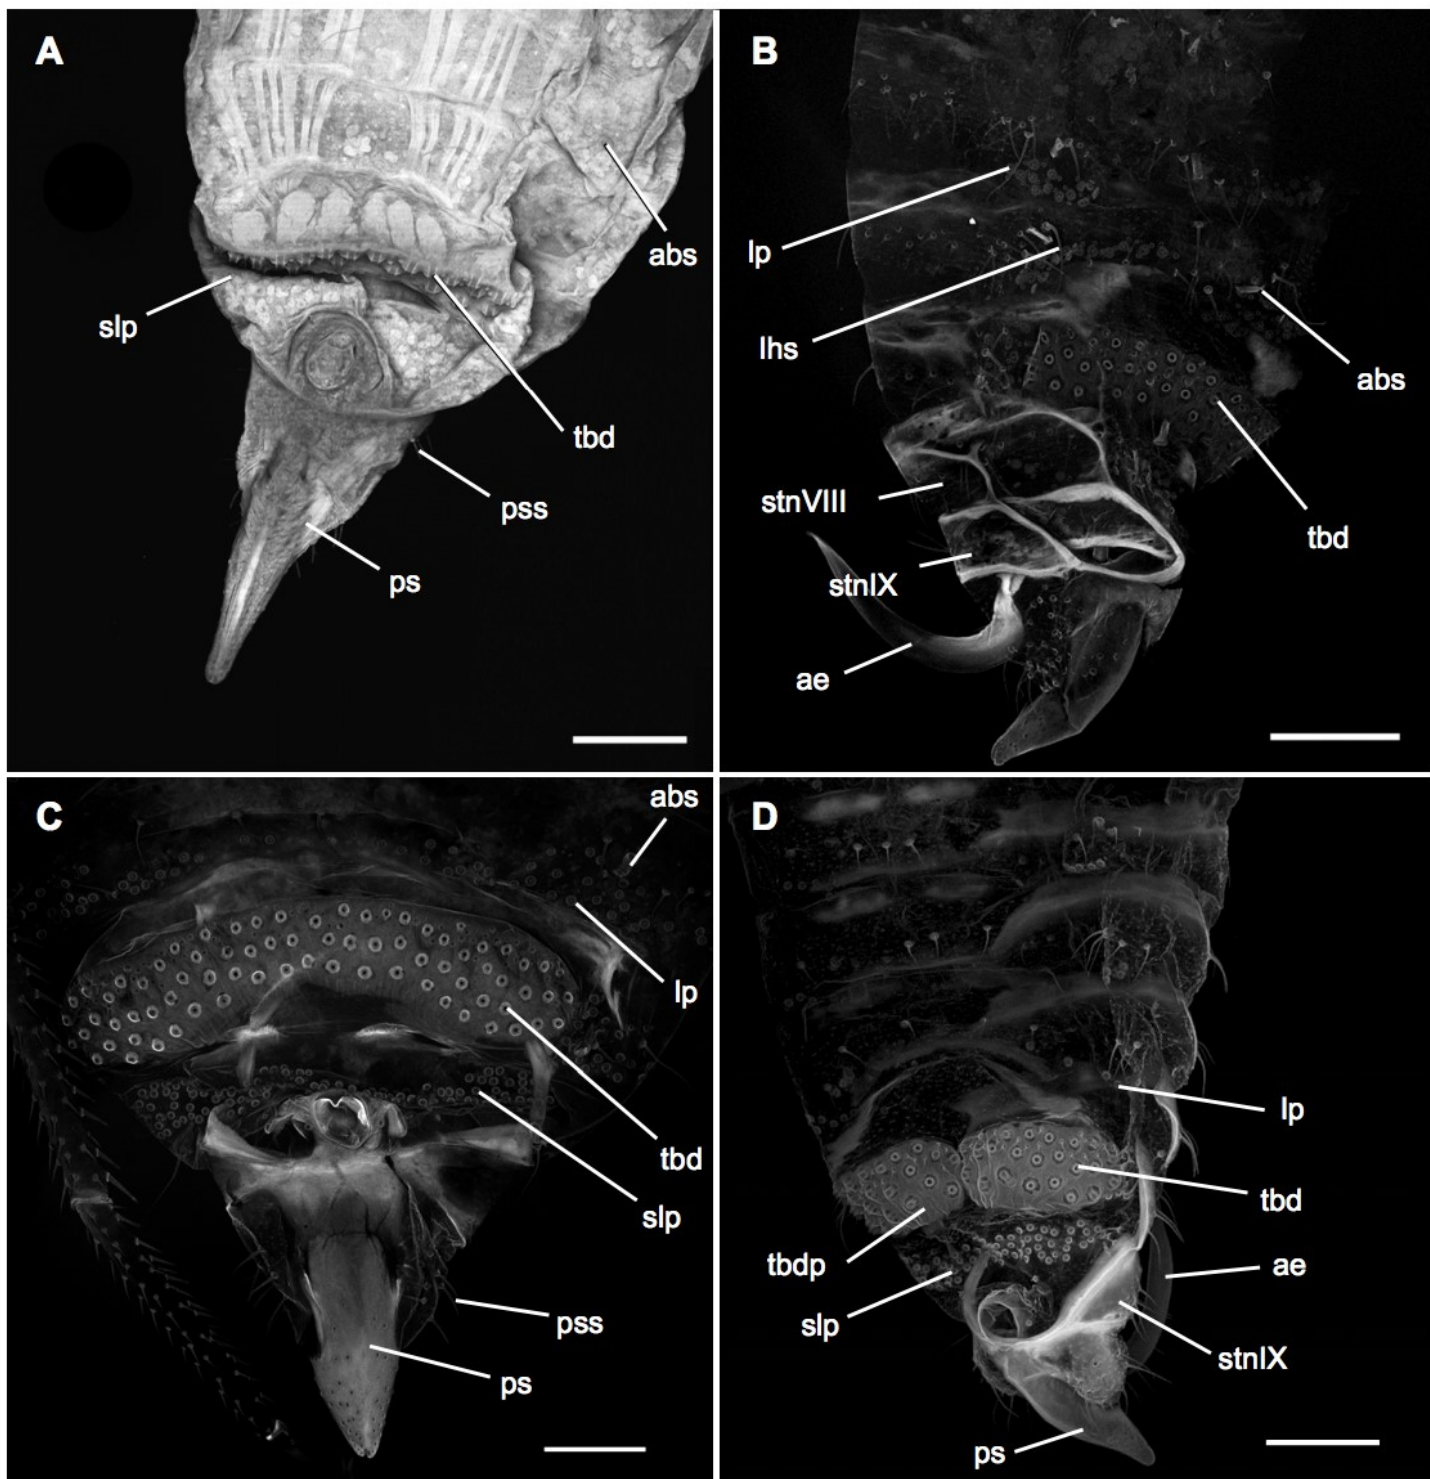 A
abs
slp
tbd
pss
ps
B
lp
lhs
abs
stnVIII
tbd
stnIX
ae
C
abs
lp
tbd
slp
pss
ps
D
lp
tbd
tbdp
ae
slp
stnIX
ps